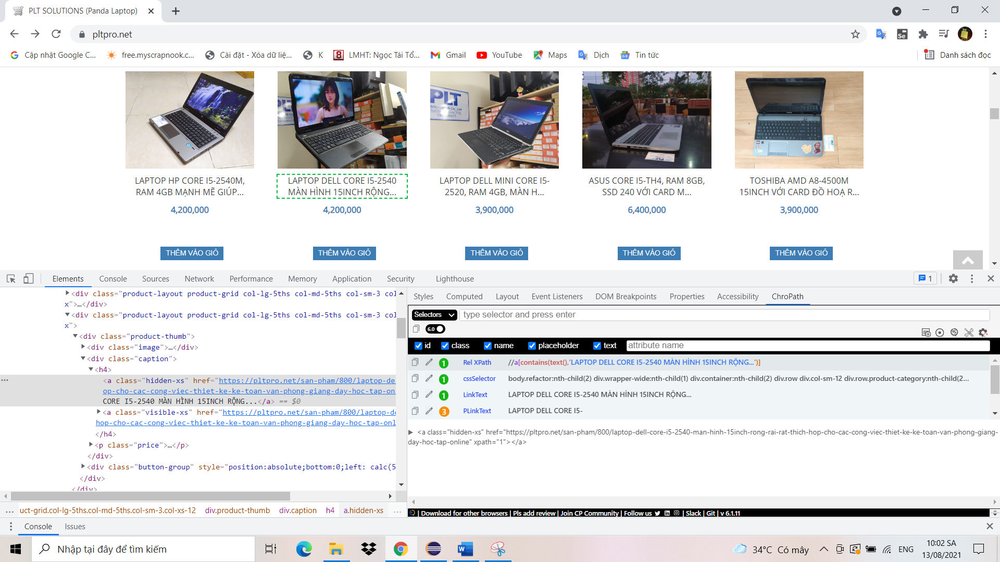 PLT SOLUTIONS (Panda Laptop)
pltpro.net
Cập nhật Google C...
free.myscrapnook.c...
Cài đặt - Xóa dữ liệ...
K
LMHT: Ngọc Tái Tổ...
Gmail
YouTube
Maps
Dịch
Tin tức
Danh sách đọc
PLT
LAPTOP HP CORE I5-2540M,
RAM 4GB MẠNH MẼ GIÚP...
4,200,000
THÊM VÀO GIỎ
LAPTOP DELL CORE I5-2540
MÀN HÌNH 15INCH RỘNG...
4,200,000
THÊM VÀO GIỎ
LAPTOP DELL MINI CORE I5-
2520, RAM 4GB, MÀN H...
3,900,000
THÊM VÀO GIỎ
ASUS CORE I5-TH4, RAM 8GB,
SSD 240 VỚI CARD M...
6,400,000
THÊM VÀO GIỎ
TOSHIBA AMD A8-4500M
15INCH VỚI CARD ĐỒ HOẠ R...
3,900,000
THÊM VÀO GIỎ
Elements Console Sources Network Performance Memory Application Security Lighthouse 1
<div class="product-layout product-grid col-lg-5ths col-md-5ths col-sm-3 col
x">…</div>
<div class="product-layout product-grid col-lg-5ths col-md-5ths col-sm-3 col
x">
<div class="product-thumb">
<div class="image">…</div>
<div class="caption">
<h4>
<a class="hidden-xs" href="https://pltpro.net/san-pham/800/laptop-de
op-cho-cac-cong-viec-thiet-ke-ke-toan-van-phong-giang-day-hoc-tap-on
CORE I5-2540 MÀN HÌNH 15INCH RỘNG...</a> == $0
<a class="visible-xs" href="https://pltpro.net/san-pham/800/laptop-de
hop-cho-cac-cong-viec-thiet-ke-ke-toan-van-phong-giang-day-hoc-tap-onl
</h4>
<p class="price">…</p>
</div>
<div class="button-group" style="position:absolute;bottom:0;left: calc(5
</div>
</div>
... uct-grid.col-lg-5ths.col-md-5ths.col-sm-3.col-xs-12 div.product-thumb div.caption h4 a.hidden-xs ...
Styles Computed Layout Event Listeners DOM Breakpoints Properties Accessibility ChroPath
Selectors type selector and press enter
6.0
id class name placeholder text attribute name
1 Rel XPath //a[contains(text(),'LAPTOP DELL CORE I5-2540 MÀN HÌNH 15INCH RỘNG...')]
1 cssSelector body.refactor:nth-child(2) div.wrapper-wide:nth-child(1) div.container:nth-child(2) div.row div.col-sm-12 div.row.product-category:nth-child(2...
1 LinkText LAPTOP DELL CORE I5-2540 MÀN HÌNH 15INCH RỘNG...
3 PLinkText LAPTOP DELL CORE I5-
<a class="hidden-xs" href="https://pltpro.net/san-pham/800/laptop-dell-core-i5-2540-man-hinh-15inch-rong-rai-rat-thich-hop-cho-cac-cong-viec-thiet-ke-ke-toan-van-phong-giang-
day-hoc-tap-online" xpath="1"></a>
| Download for other browsers | Pls add review | Join CP Community | Follow us | Slack | Git | v 6.1.11
Console Issues
Nhập tại đây để tìm kiếm
34°C Có mây
ENG
10:02 SA
13/08/2021